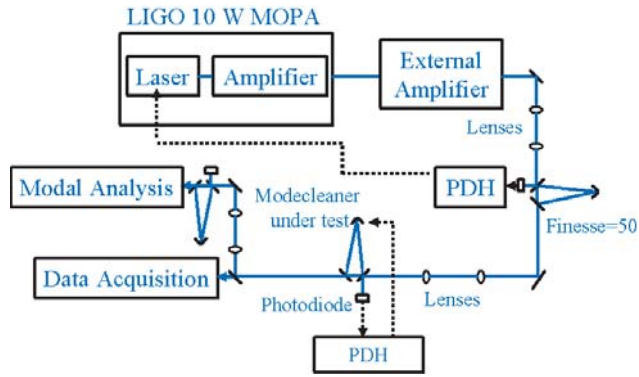 LIGO 10 W MOPA
Laser
Amplifier
External
Amplifier
Lenses
PDH
Finesse=50
Modal Analysis
Modecleaner
under test
Data Acquisition
Photodiode
Lenses
PDH